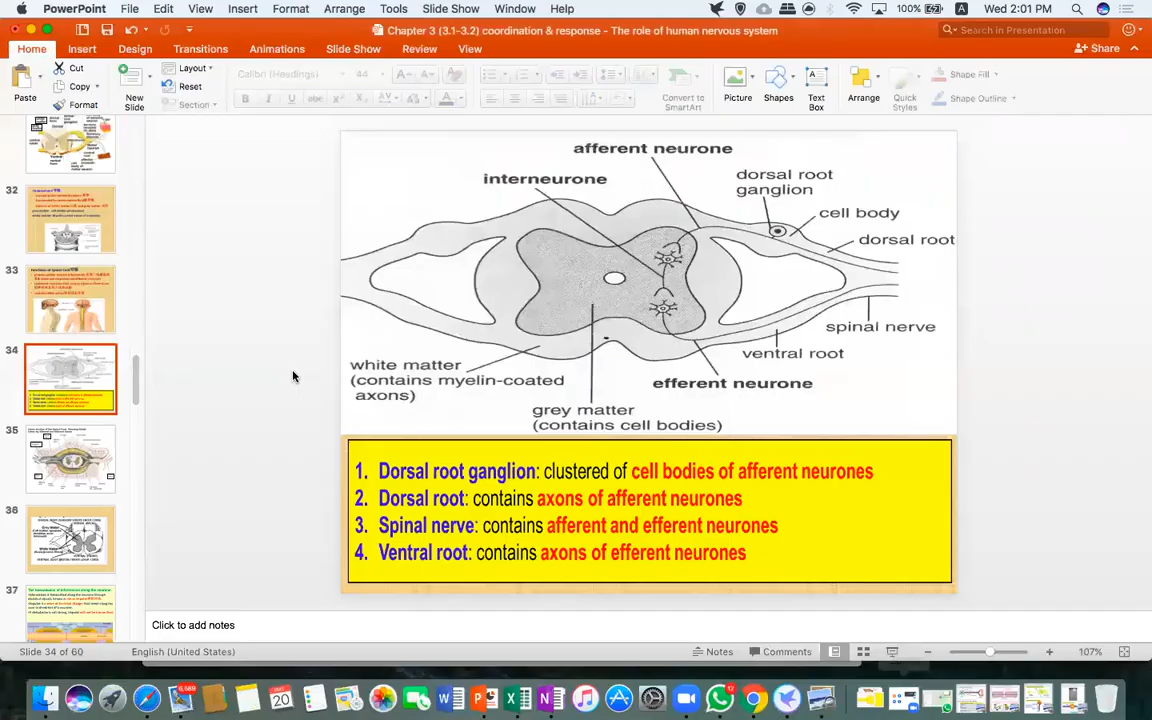 PowerPoint File Edit View Insert Format Arrange Tools Slide Show Window Help 100% A Wed 2:01 PM
Chapter 3 (3.1-3.2) coordination & response - The role of human nervous system
Search in Presentation
Home Insert Design Transitions Animations Slide Show Review View
Share
Paste
Cut
Copy
Format
New Slide
Layout
Reset
Section
Calibri (Headings) 44
Convert to SmartArt
Picture
Shapes
Text Box
Arrange
Quick Styles
Shape Fill
Shape Outline
32
33
34
35
36
37
afferent neurone
interneurone
dorsal root
ganglion
cell body
dorsal root
spinal nerve
ventral root
efferent neurone
white matter
(contains myelin-coated
axons)
grey matter
(contains cell bodies)
1. Dorsal root ganglion: clustered of cell bodies of afferent neurones
2. Dorsal root: contains axons of afferent neurones
3. Spinal nerve: contains afferent and efferent neurones
4. Ventral root: contains axons of efferent neurones
Click to add notes
Slide 34 of 60 English (United States) Notes Comments 107%